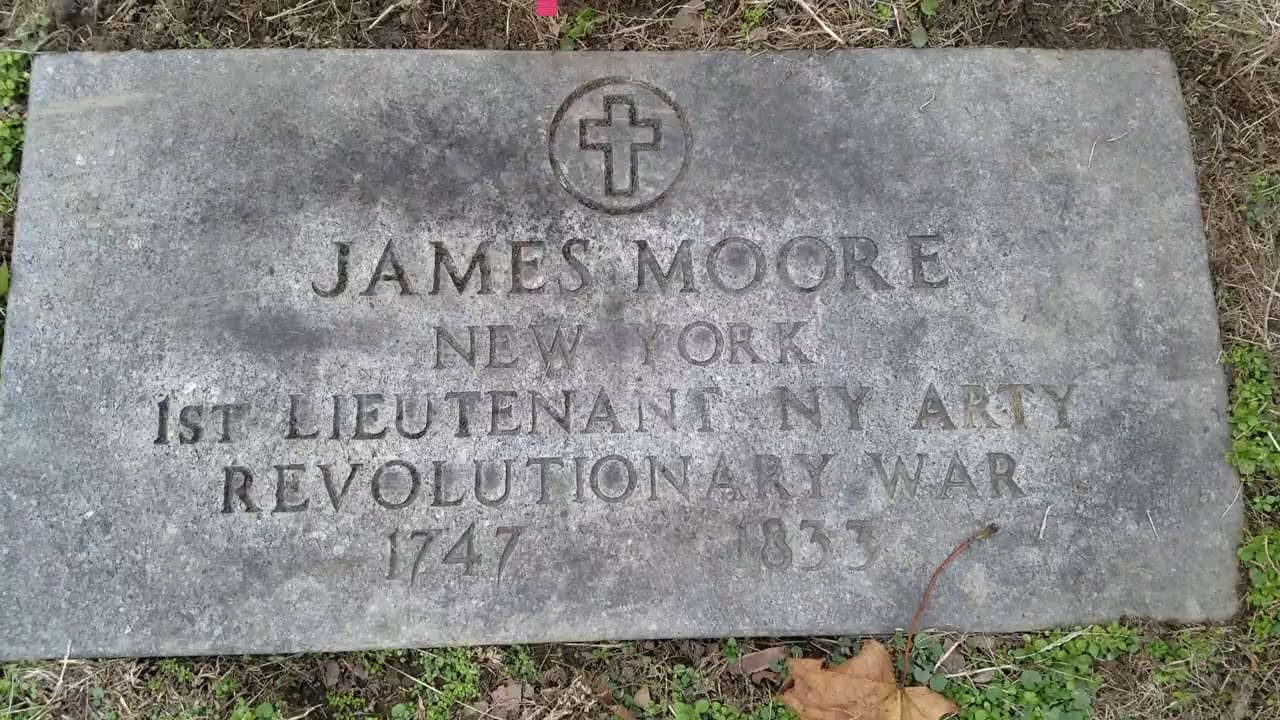 JAMES MOORE
NEW YORK
1ST LIEUTENANT NY ARTY
REVOLUTIONARY WAR
1747 1833